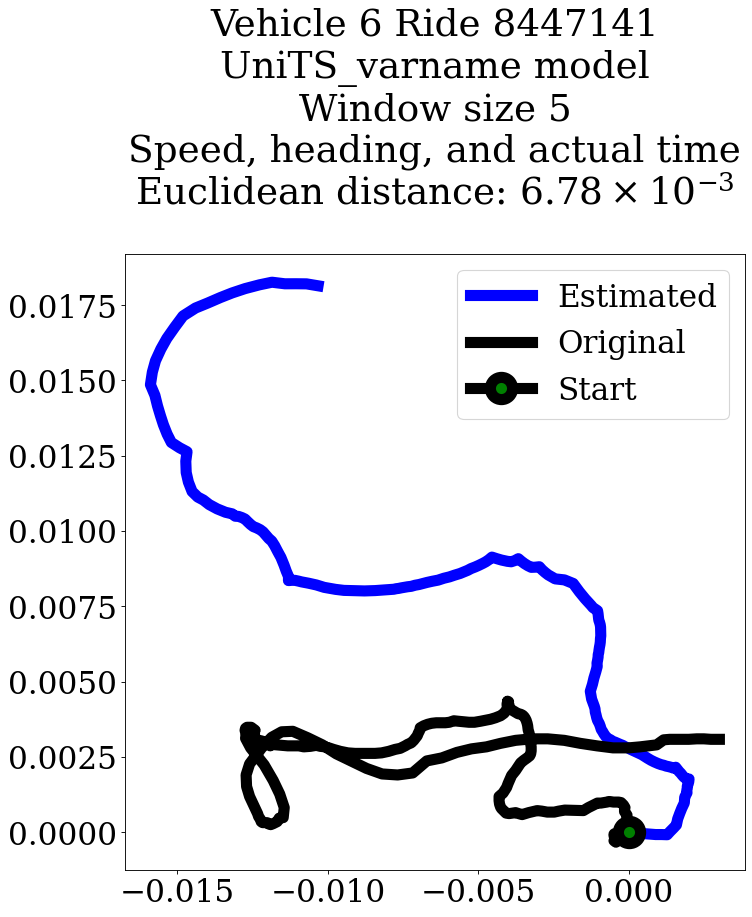 Vehicle 6 Ride 8447141
UniTS_varname model
Window size 5
Speed, heading, and actual time
Euclidean distance: 6.78 × 10⁻³
Estimated
Original
Start
0.0175
0.0150
0.0125
0.0100
0.0075
0.0050
0.0025
0.0000
−0.015 −0.010 −0.005 0.000